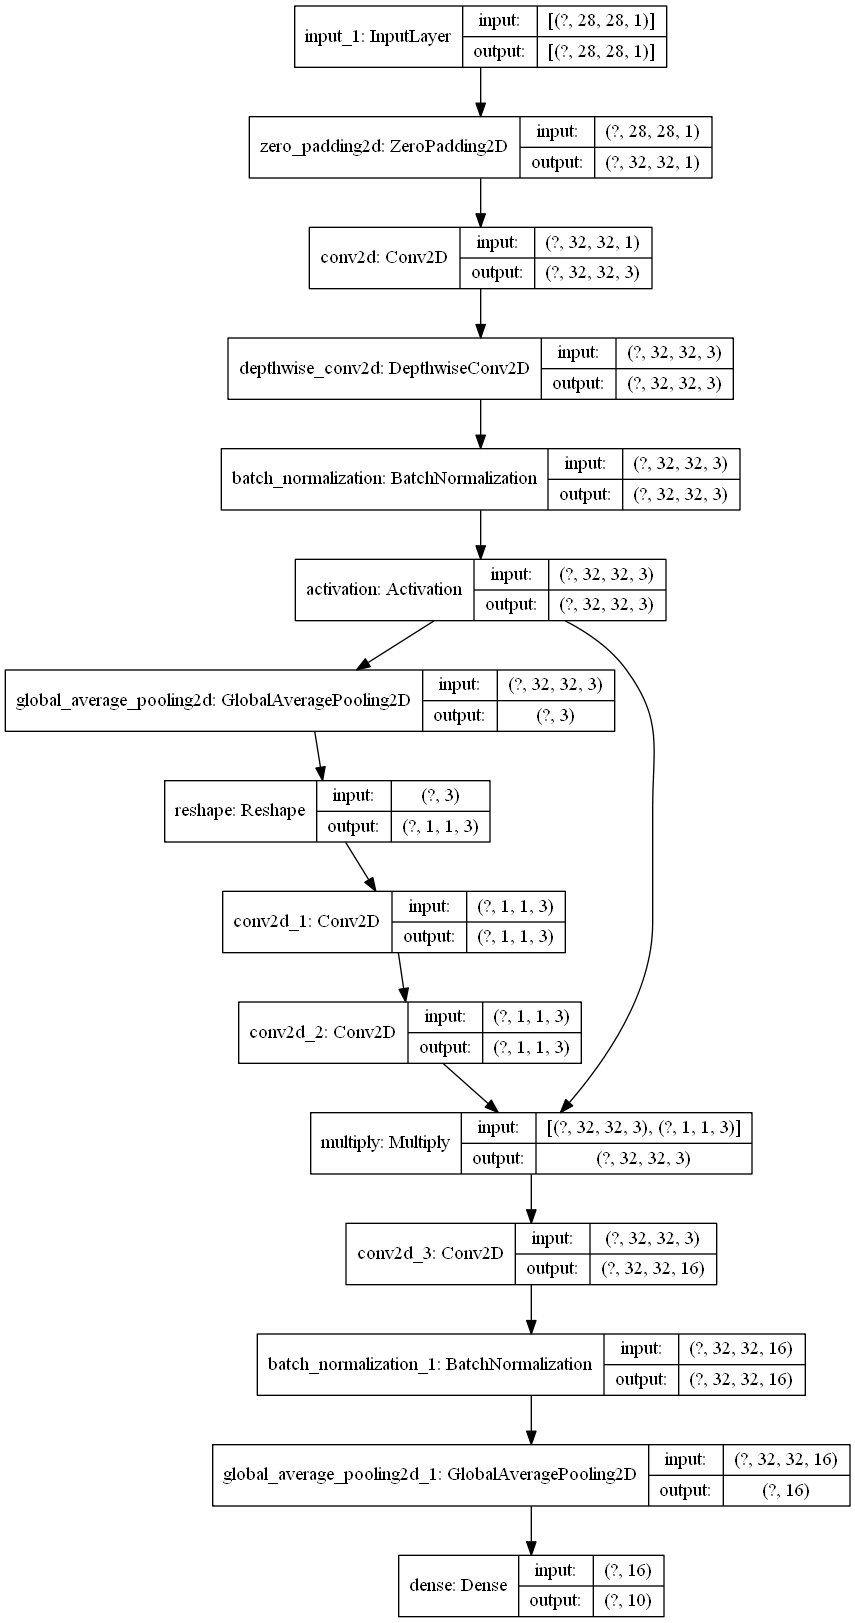 input_1: InputLayer
input: [(?, 28, 28, 1)]
output: [(?, 28, 28, 1)]
zero_padding2d: ZeroPadding2D
input: (?, 28, 28, 1)
output: (?, 32, 32, 1)
conv2d: Conv2D
input: (?, 32, 32, 1)
output: (?, 32, 32, 3)
depthwise_conv2d: DepthwiseConv2D
input: (?, 32, 32, 3)
output: (?, 32, 32, 3)
batch_normalization: BatchNormalization
input: (?, 32, 32, 3)
output: (?, 32, 32, 3)
activation: Activation
input: (?, 32, 32, 3)
output: (?, 32, 32, 3)
global_average_pooling2d: GlobalAveragePooling2D
input: (?, 32, 32, 3)
output: (?, 3)
reshape: Reshape
input: (?, 3)
output: (?, 1, 1, 3)
conv2d_1: Conv2D
input: (?, 1, 1, 3)
output: (?, 1, 1, 3)
conv2d_2: Conv2D
input: (?, 1, 1, 3)
output: (?, 1, 1, 3)
multiply: Multiply
input: [(?, 32, 32, 3), (?, 1, 1, 3)]
output: (?, 32, 32, 3)
conv2d_3: Conv2D
input: (?, 32, 32, 3)
output: (?, 32, 32, 16)
batch_normalization_1: BatchNormalization
input: (?, 32, 32, 16)
output: (?, 32, 32, 16)
global_average_pooling2d_1: GlobalAveragePooling2D
input: (?, 32, 32, 16)
output: (?, 16)
dense: Dense
input: (?, 16)
output: (?, 10)